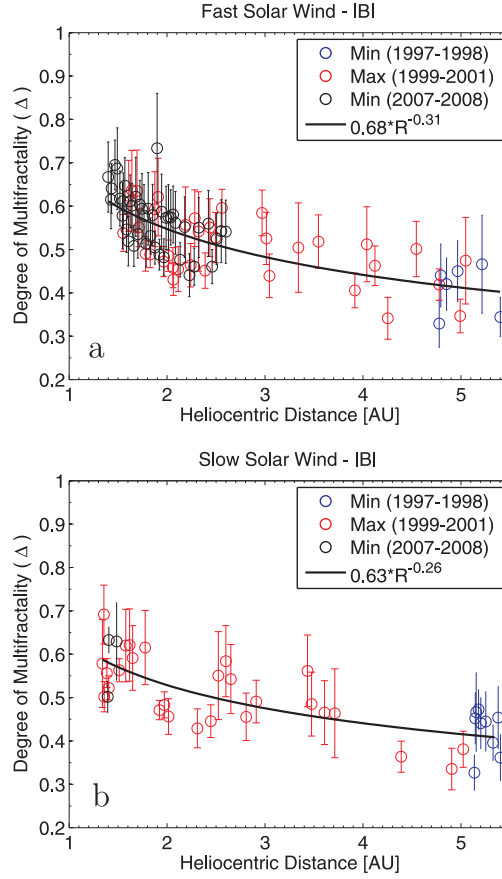 Fast Solar Wind - |B|
1
0.9
0.8
0.7
0.6
0.5
0.4
0.3
0.2
Degree of Multifractality (Δ)
Min (1997-1998)
Max (1999-2001)
Min (2007-2008)
0.68*R^-0.31
a
1 2 3 4 5
Heliocentric Distance [AU]
Slow Solar Wind - |B|
1
0.9
0.8
0.7
0.6
0.5
0.4
0.3
0.2
Degree of Multifractality (Δ)
Min (1997-1998)
Max (1999-2001)
Min (2007-2008)
0.63*R^-0.26
b
1 2 3 4 5
Heliocentric Distance [AU]